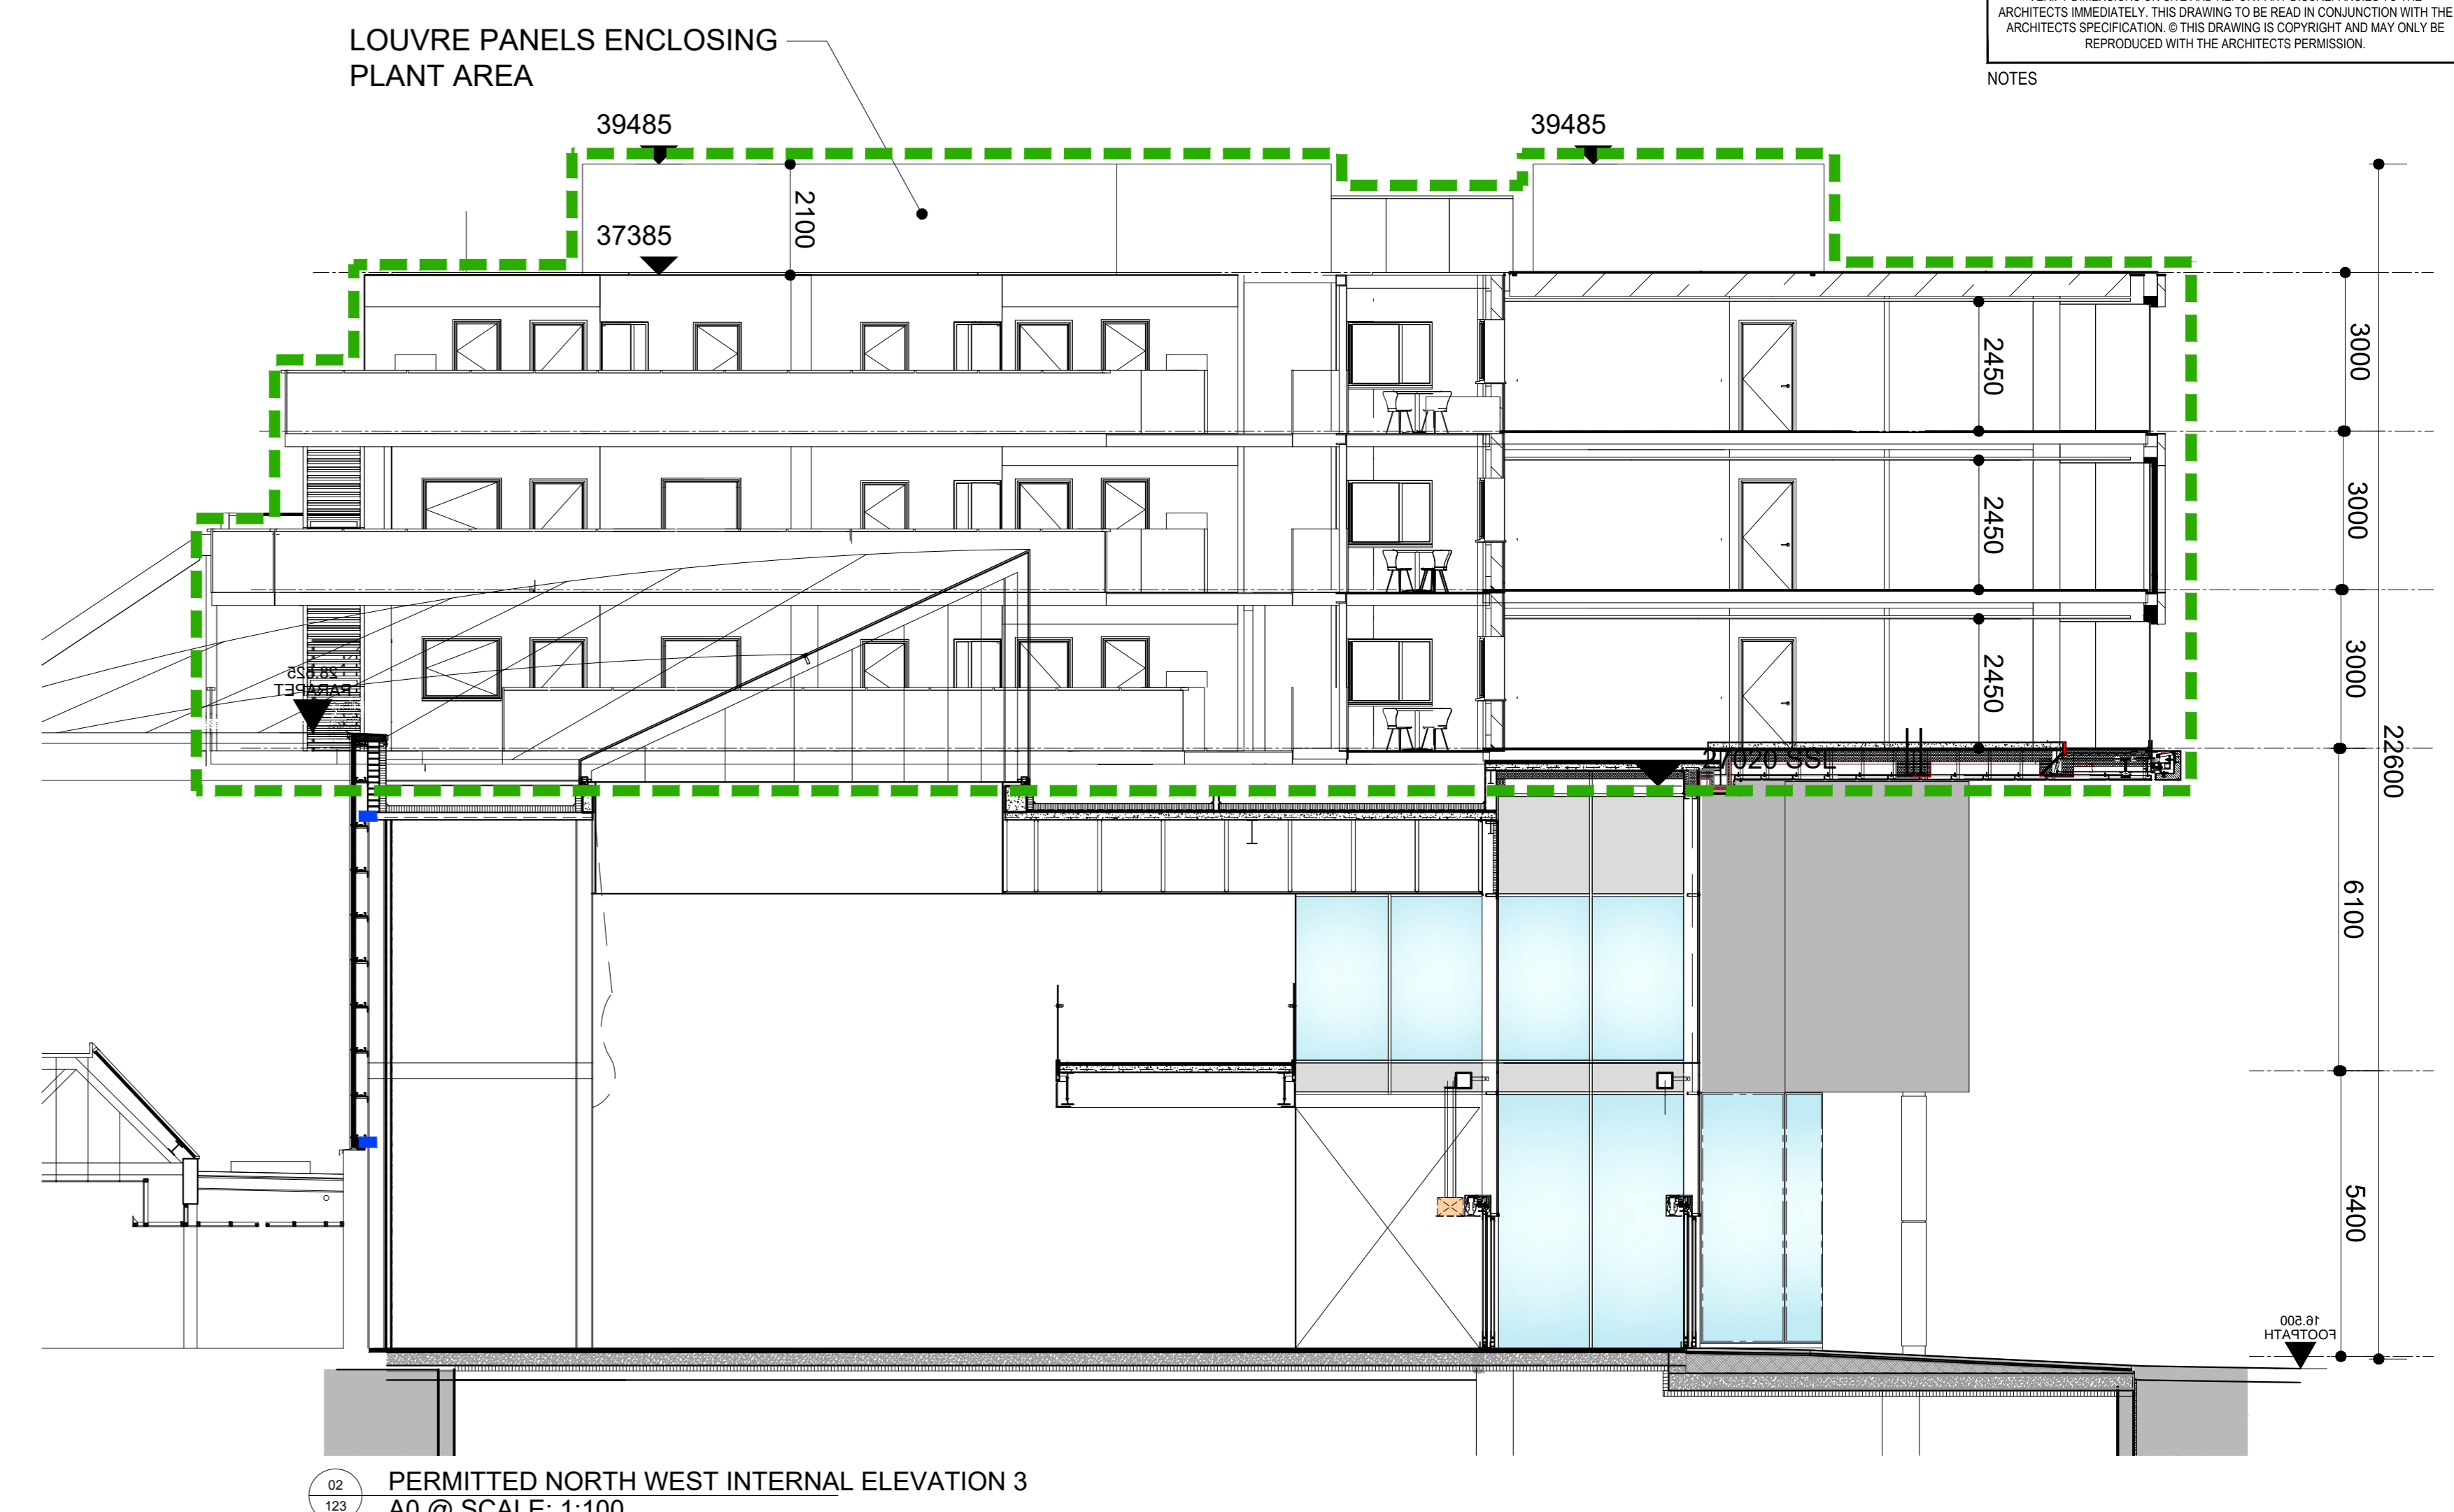 ARCHITECTS IMMEDIATELY. THIS DRAWING TO BE READ IN CONJUNCTION WITH THE
ARCHITECTS SPECIFICATION. © THIS DRAWING IS COPYRIGHT AND MAY ONLY BE
REPRODUCED WITH THE ARCHITECTS PERMISSION.
NOTES
LOUVRE PANELS ENCLOSING
PLANT AREA
39485
39485
2100
37385
3000
2450
3000
2450
3000
2450
28.625
PARAPET
22600
27020 SSL
6100
5400
16.500
FOOTPATH
02
123
PERMITTED NORTH WEST INTERNAL ELEVATION 3
A0 @ SCALE: 1:100